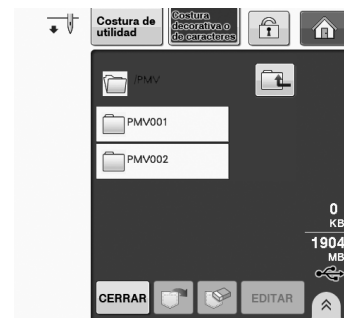 Costura de
utilidad
Costura
decorativa o
de caracteres
/PMV
PMV001
PMV002
0
KB
1904
MB
CERRAR
EDITAR